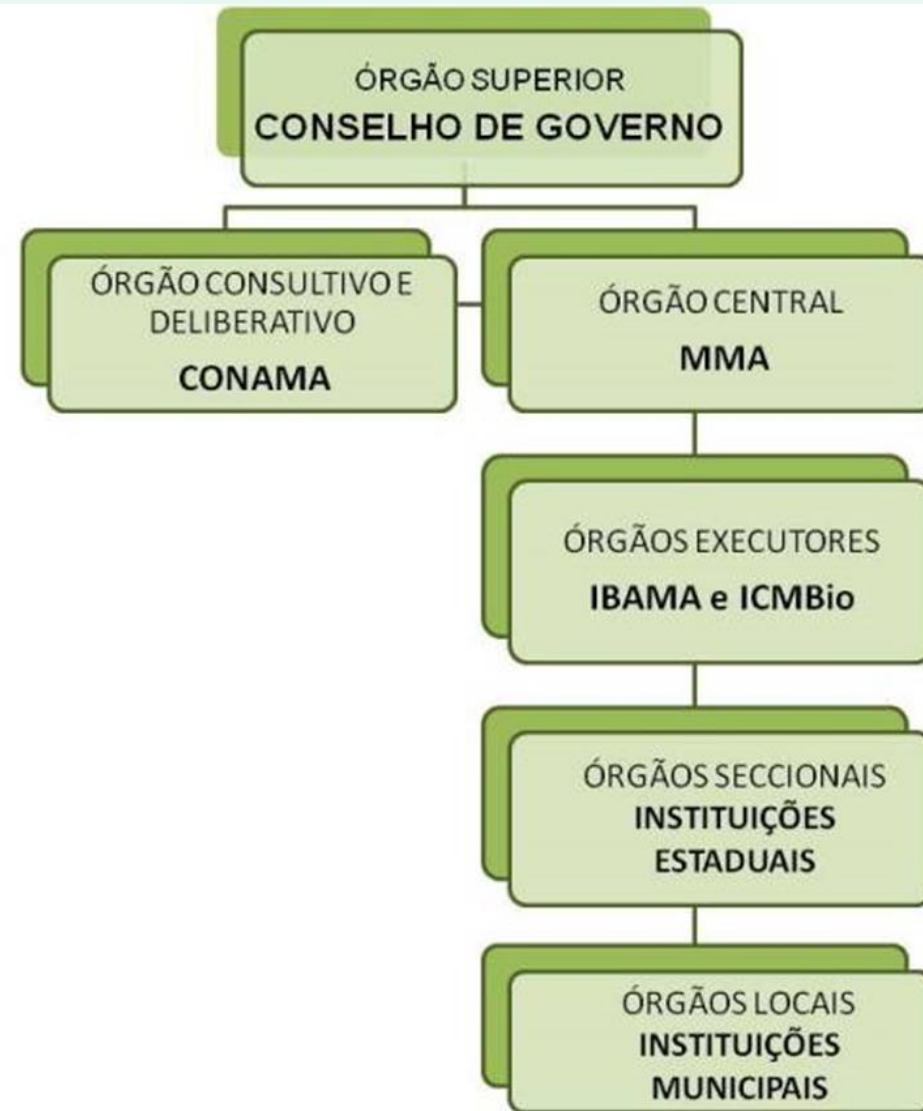 ÓRGÃO SUPERIOR
CONSELHO DE GOVERNO
ÓRGÃO CONSULTIVO E
DELIBERATIVO
CONAMA
ÓRGÃO CENTRAL
MMA
ÓRGÃOS EXECUTORES
IBAMA e ICMBio
ÓRGÃOS SECCIONAIS
INSTITUIÇÕES
ESTADUAIS
ÓRGÃOS LOCAIS
INSTITUIÇÕES
MUNICIPAIS